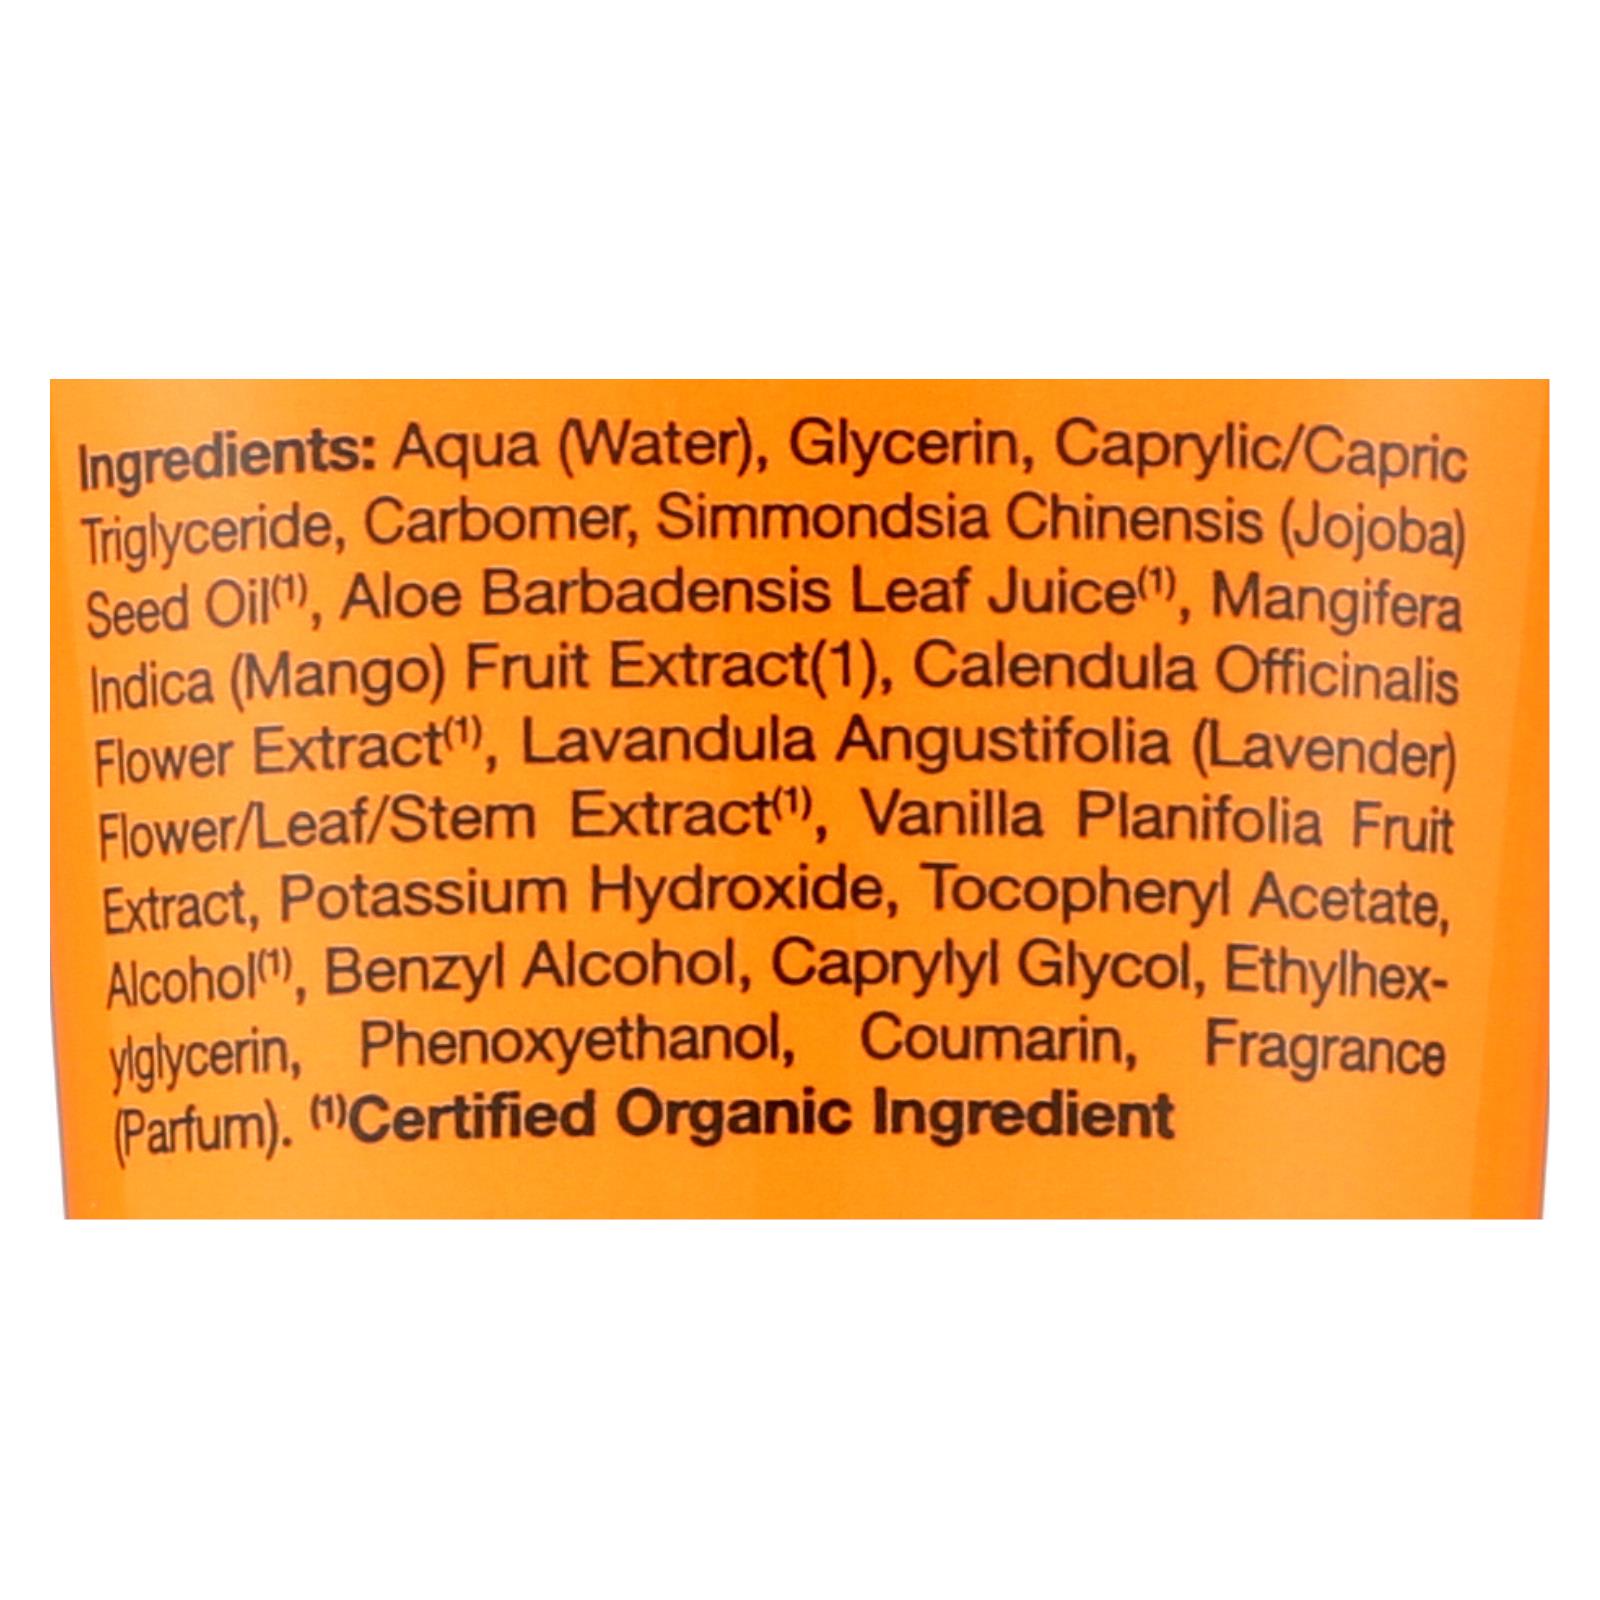 Ingredients: Aqua (Water), Glycerin, Caprylic/Capric
Triglyceride, Carbomer, Simmondsia Chinensis (Jojoba)
Seed Oil(1), Aloe Barbadensis Leaf Juice(1), Mangifera
Indica (Mango) Fruit Extract(1), Calendula Officinalis
Flower Extract(1), Lavandula Angustifolia (Lavender)
Flower/Leaf/Stem Extract(1), Vanilla Planifolia Fruit
Extract, Potassium Hydroxide, Tocopheryl Acetate,
Alcohol(1), Benzyl Alcohol, Caprylyl Glycol, Ethylhex-
ylglycerin, Phenoxyethanol, Coumarin, Fragrance
(Parfum). (1)Certified Organic Ingredient